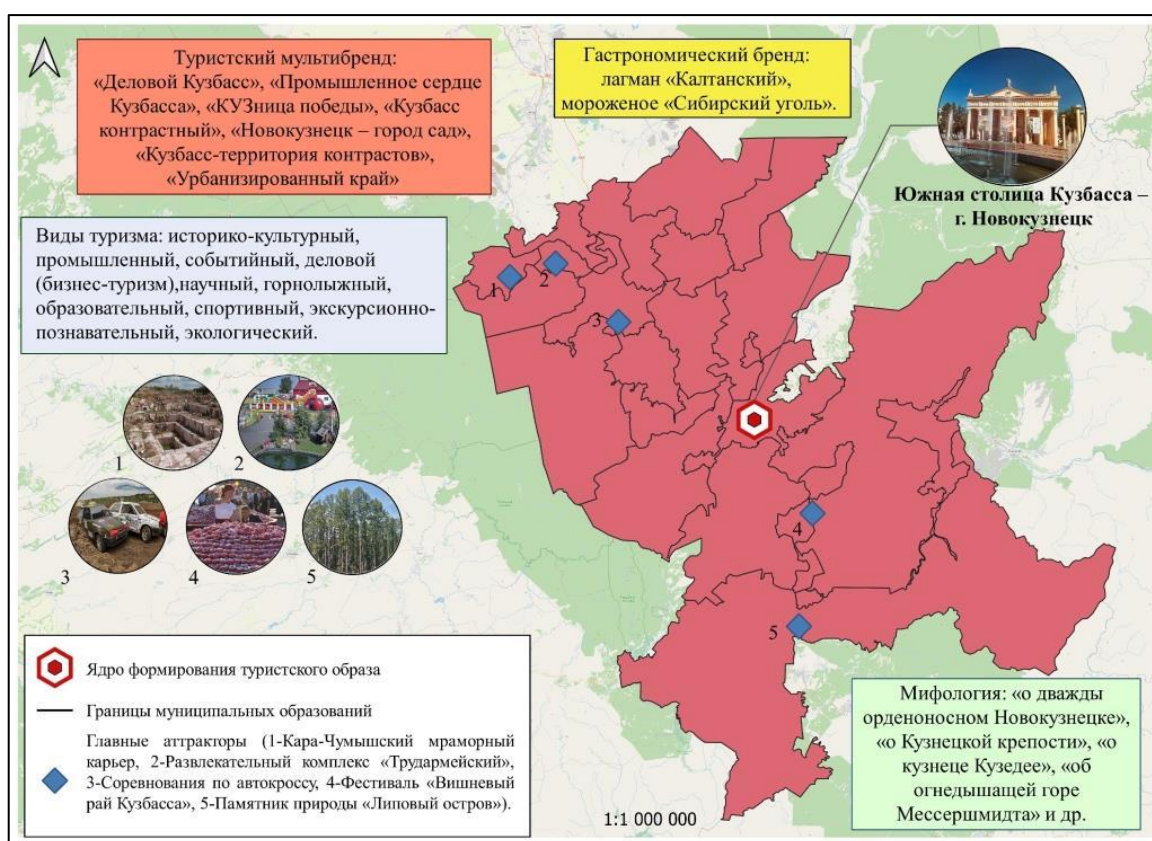 Туристский мультибренд:
«Деловой Кузбасс», «Промышленное сердце
Кузбасса», «КУЗница победы», «Кузбасс
контрастный», «Новокузнецк – город сад»,
«Кузбасс-территория контрастов»,
«Урбанизированный край»
Гастрономический бренд:
лагман «Калтанский»,
мороженое «Сибирский уголь».
Южная столица Кузбасса –
г. Новокузнецк
Виды туризма: историко-культурный,
промышленный, событийный, деловой
(бизнес-туризм),научный, горнолыжный,
образовательный, спортивный, экскурсионно-
познавательный, экологический.
1
2
3
4
5
1
2
3
4
5
Ядро формирования туристского образа
Границы муниципальных образований
Главные аттракторы (1-Кара-Чумышский мраморный
карьер, 2-Развлекательный комплекс «Трудармейский»,
3-Соревнования по автокроссу, 4-Фестиваль «Вишневый
рай Кузбасса», 5-Памятник природы «Липовый остров»).
1:1 000 000
Мифология: «о дважды
орденоносном Новокузнецке»,
«о Кузнецкой крепости», «о
кузнеце Кузедее», «об
огнедышащей горе
Мессершмидта» и др.